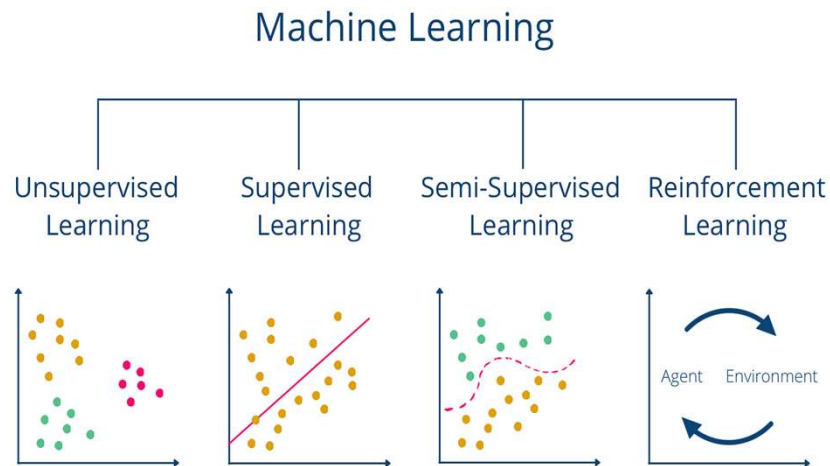 Machine Learning
Unsupervised
Learning
Supervised
Learning
Semi-Supervised
Learning
Reinforcement
Learning
Agent
Environment